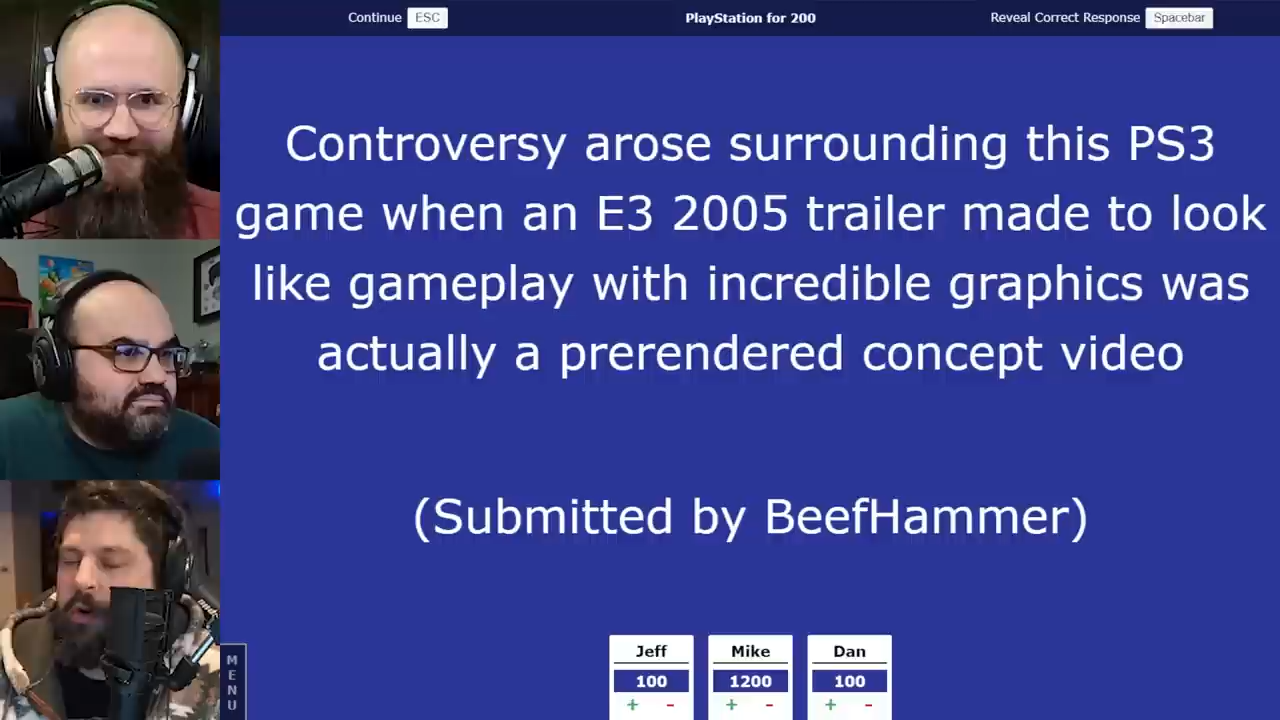 Continue ESC
PlayStation for 200
Reveal Correct Response Spacebar
Controversy arose surrounding this PS3
game when an E3 2005 trailer made to look
like gameplay with incredible graphics was
actually a prerendered concept video
(Submitted by BeefHammer)
MENU
Jeff Mike Dan
100 1200 100
+ - + - + -